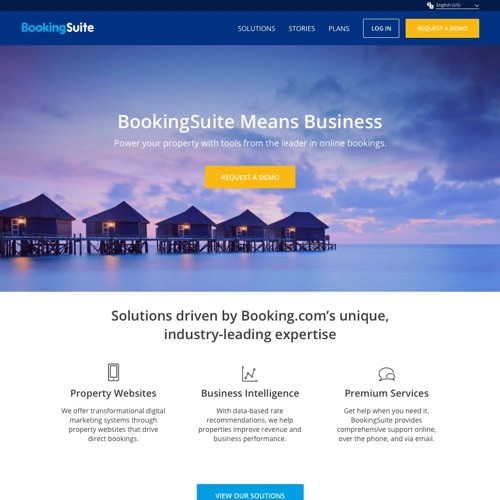 English (US)
BookingSuite
SOLUTIONS
STORIES
PLANS
LOG IN
REQUEST A DEMO
BookingSuite Means Business
Power your property with tools from the leader in online bookings.
REQUEST A DEMO
Solutions driven by Booking.com’s unique,
industry-leading expertise
Property Websites
We offer transformational digital
marketing systems through
property websites that drive
direct bookings.
Business Intelligence
With data-based rate
recommendations, we help
properties improve revenue and
business performance.
Premium Services
Get help when you need it.
BookingSuite provides
comprehensive support online,
over the phone, and via email.
VIEW OUR SOUTIONS